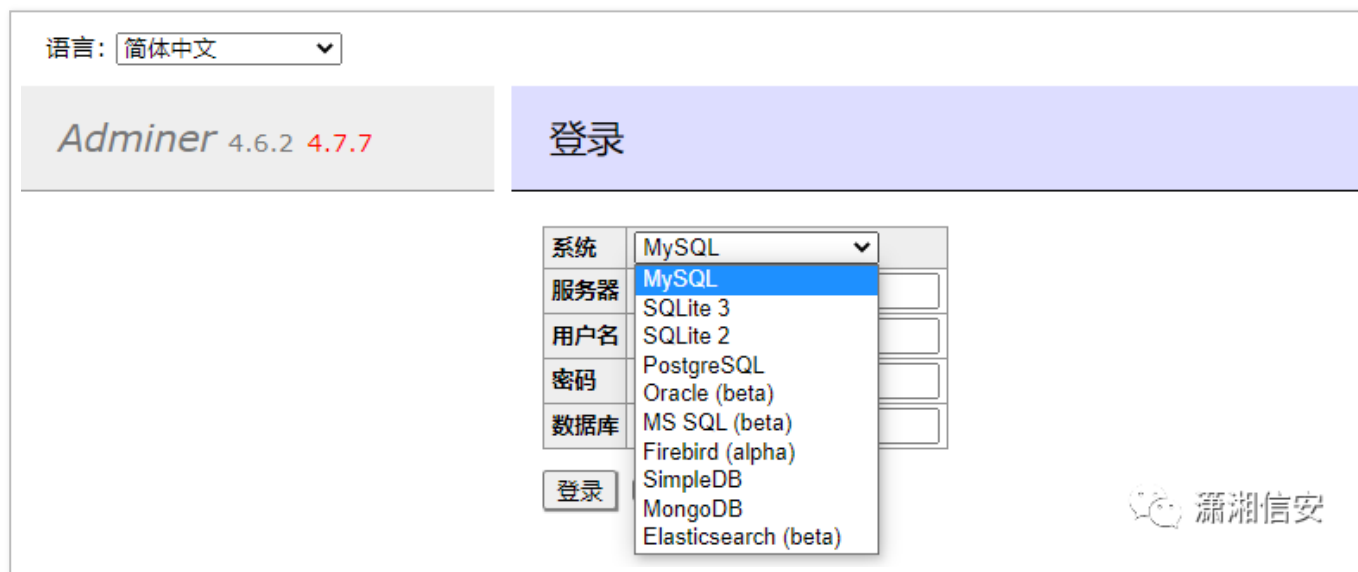 语言: 简体中文
Adminer 4.6.2 4.7.7
登录
系统 MySQL
MySQL
服务器
SQLite 3
SQLite 2
用户名
PostgreSQL
密码
Oracle (beta)
MS SQL (beta)
数据库
Firebird (alpha)
SimpleDB
登录
MongoDB
Elasticsearch (beta)
潇湘信安